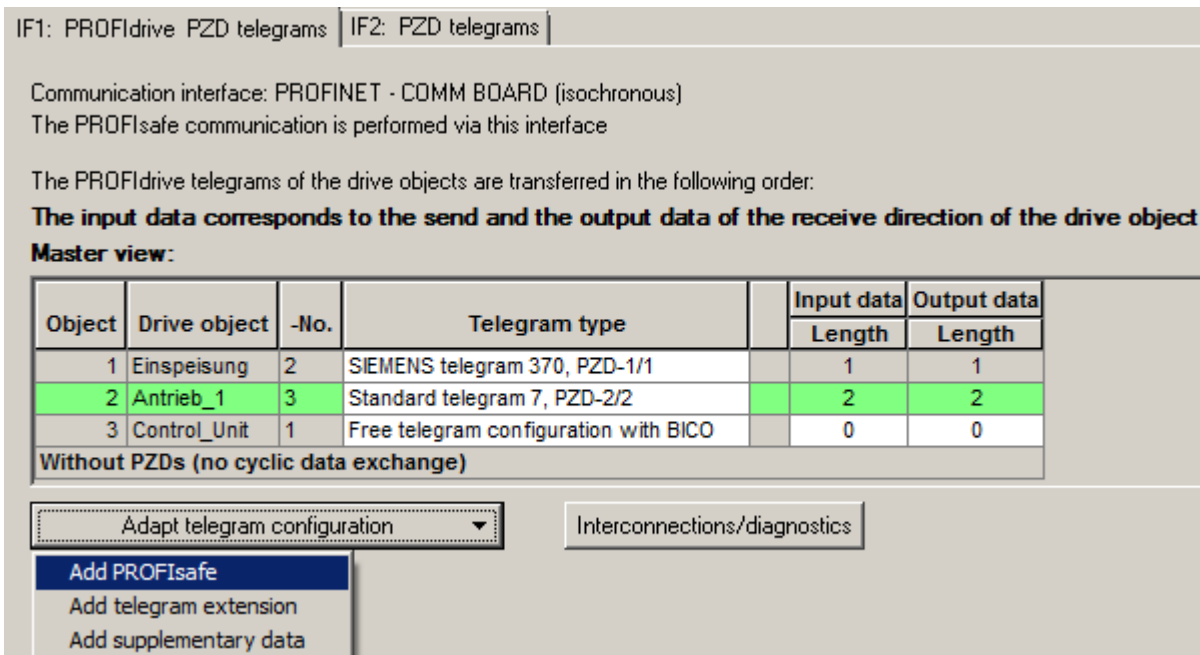 IF1: PROFIdrive PZD telegrams IF2: PZD telegrams
Communication interface: PROFINET - COMM BOARD (isochronous)
The PROFIsafe communication is performed via this interface
The PROFIdrive telegrams of the drive objects are transferred in the following order:
The input data corresponds to the send and the output data of the receive direction of the drive object
Master view:
Object Drive object -No. Telegram type Input data Output data
Length Length
1 Einspeisung 2 SIEMENS telegram 370, PZD-1/1 1 1
2 Antrieb_1 3 Standard telegram 7, PZD-2/2 2 2
3 Control_Unit 1 Free telegram configuration with BICO 0 0
Without PZDs (no cyclic data exchange)
Adapt telegram configuration Interconnections/diagnostics
Add PROFIsafe
Add telegram extension
Add supplementary data